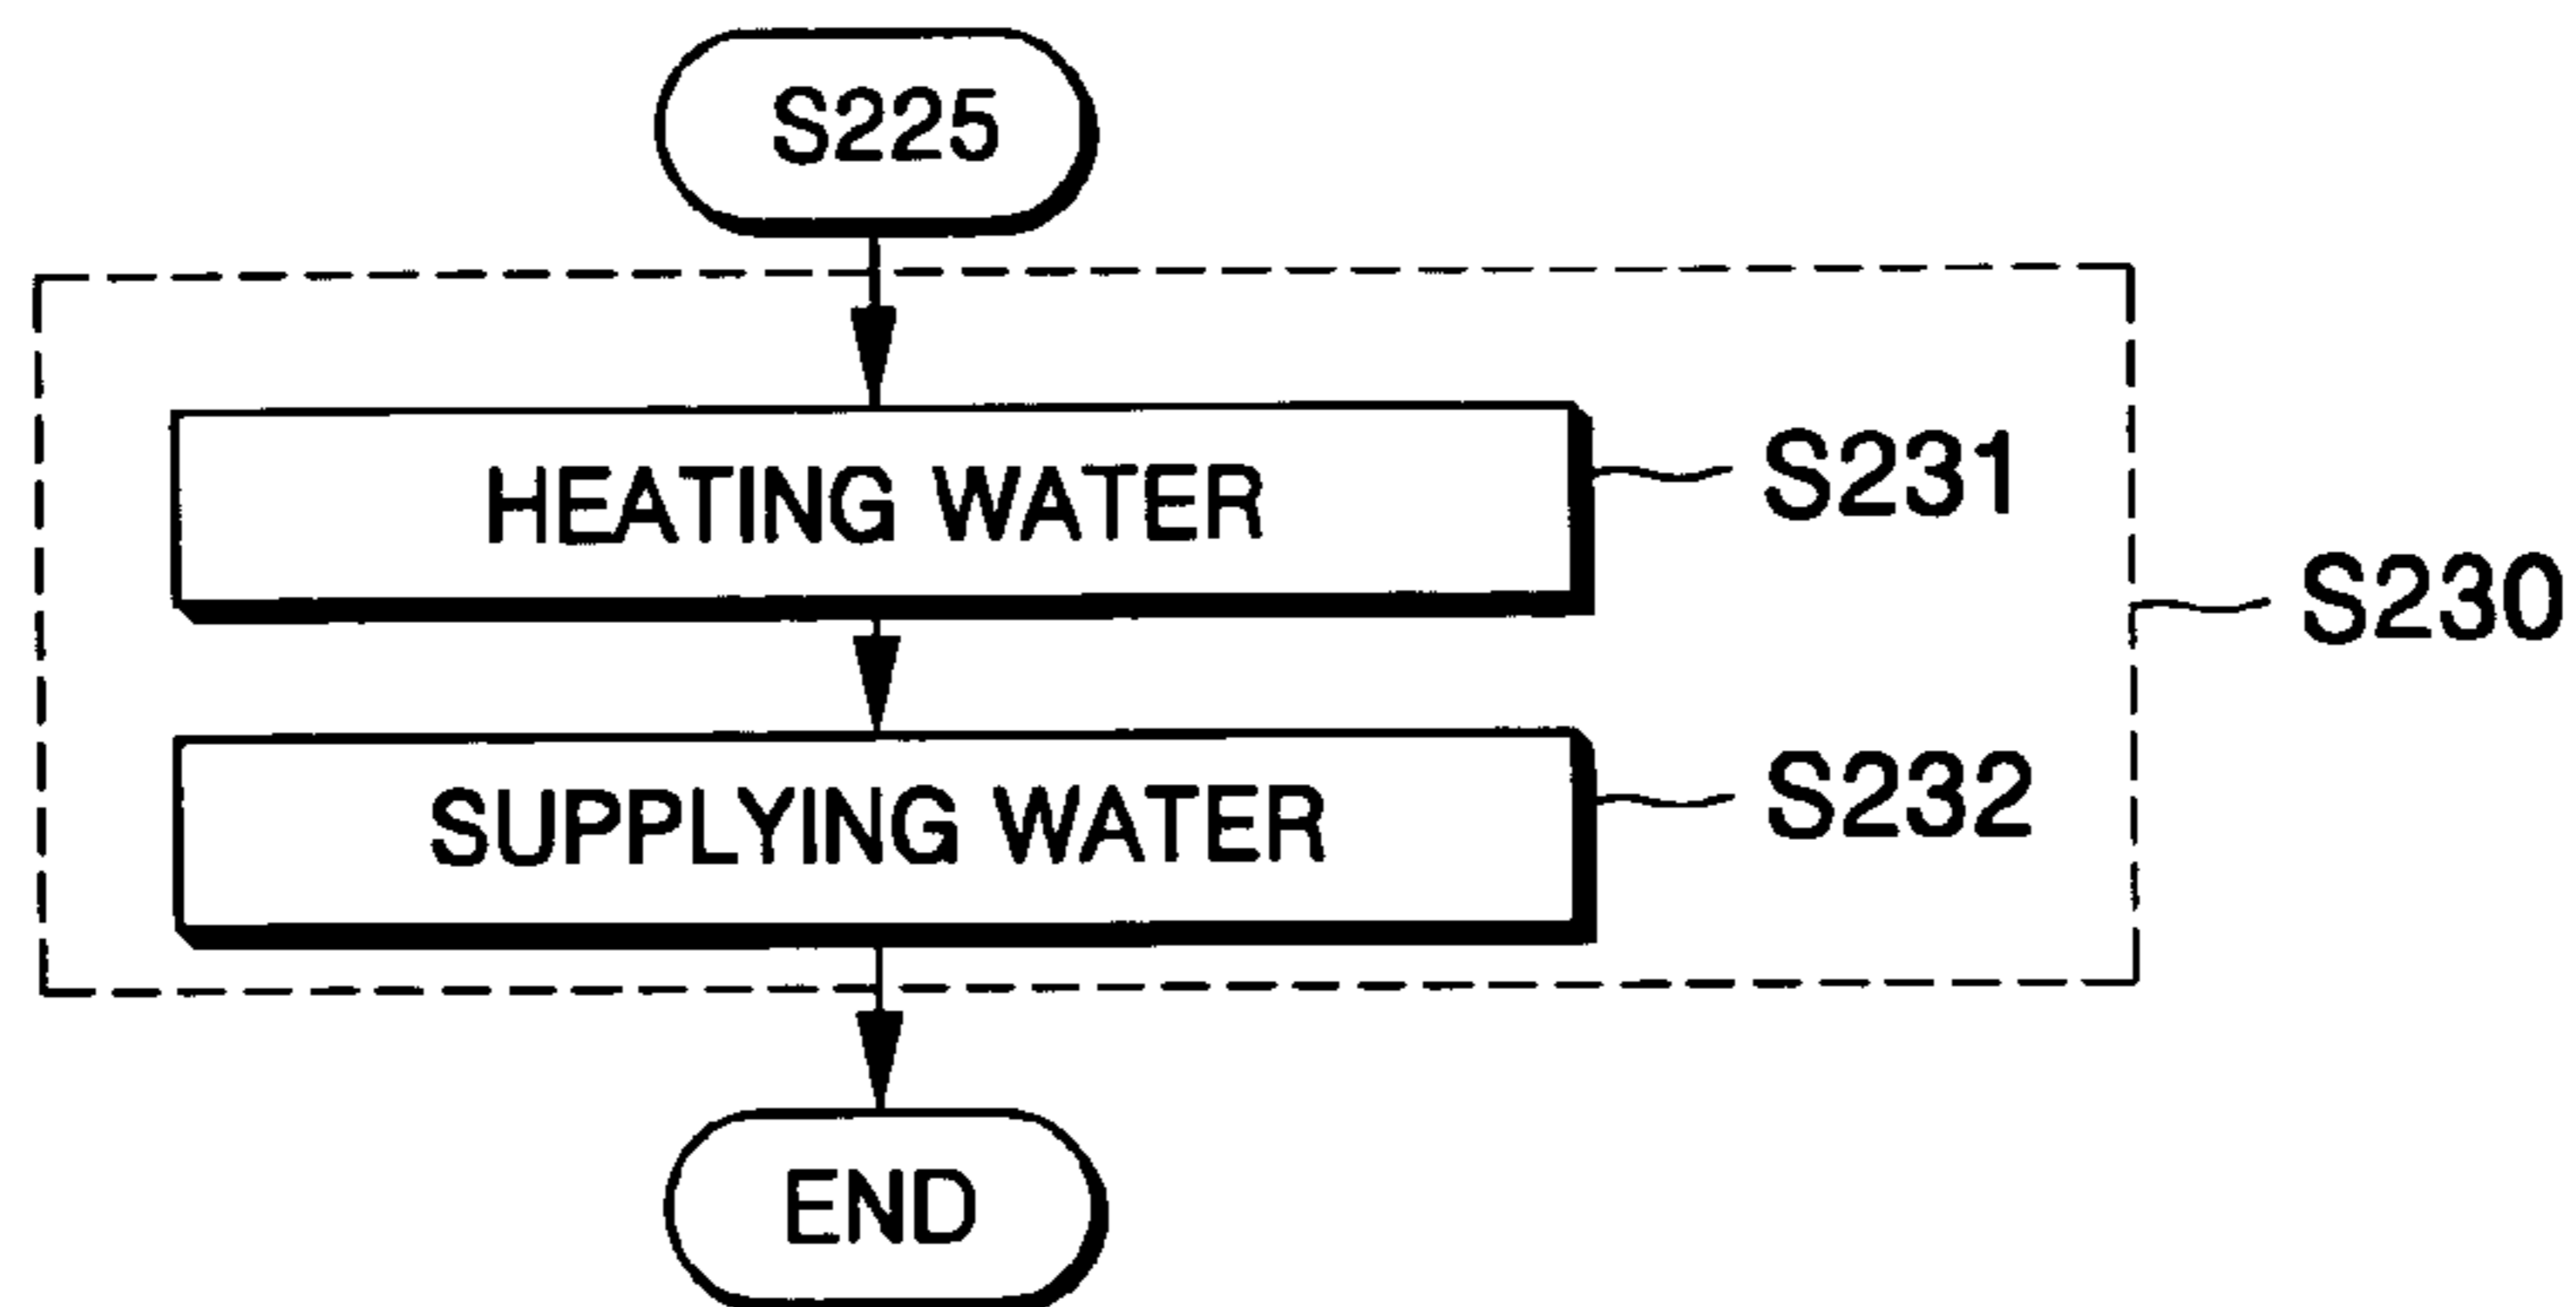 S225
HEATING WATER
S231
S230
SUPPLYING WATER
S232
END